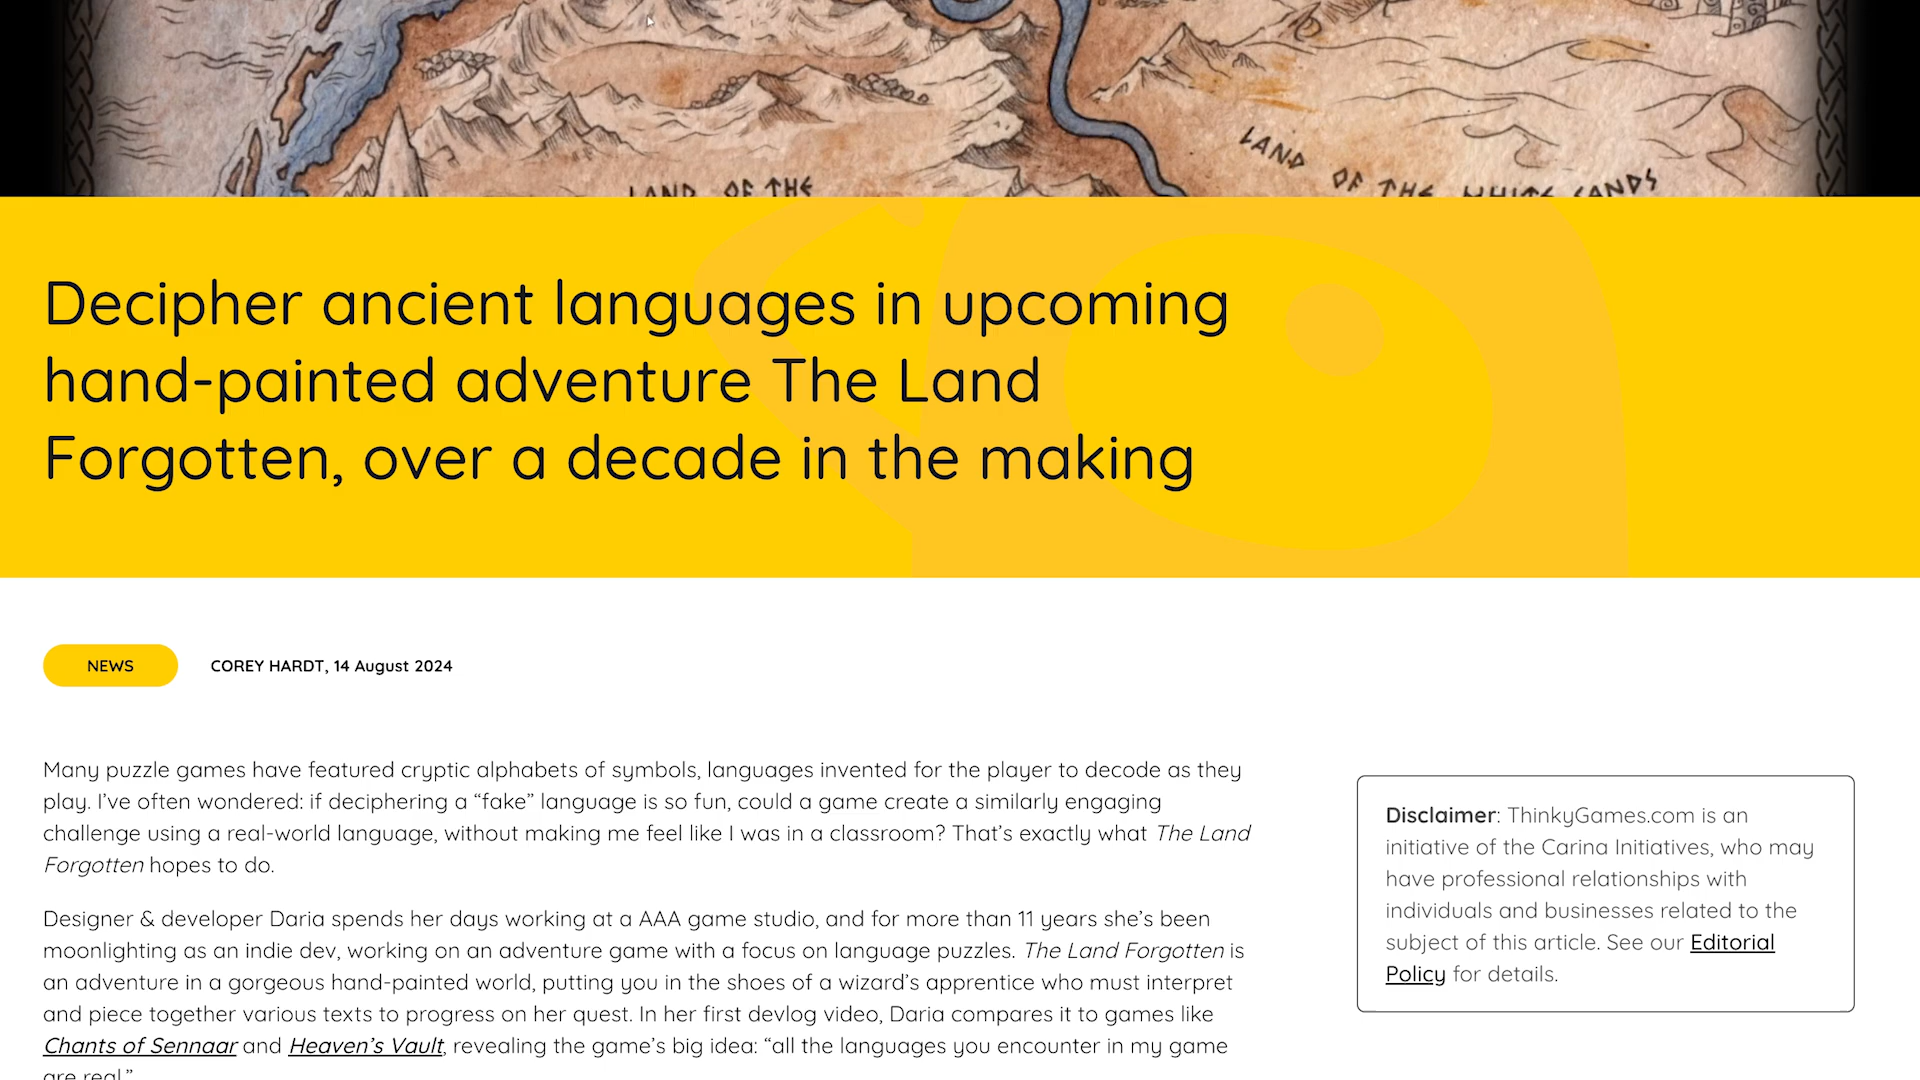 LAND OF THE
LAND OF THE WHITE SANDS
Decipher ancient languages in upcoming
hand-painted adventure The Land
Forgotten, over a decade in the making
NEWS
COREY HARDT, 14 August 2024
Many puzzle games have featured cryptic alphabets of symbols, languages invented for the player to decode as they
play. I’ve often wondered: if deciphering a “fake” language is so fun, could a game create a similarly engaging
challenge using a real-world language, without making me feel like I was in a classroom? That’s exactly what The Land
Forgotten hopes to do.
Designer & developer Daria spends her days working at a AAA game studio, and for more than 11 years she’s been
moonlighting as an indie dev, working on an adventure game with a focus on language puzzles. The Land Forgotten is
an adventure in a gorgeous hand-painted world, putting you in the shoes of a wizard’s apprentice who must interpret
and piece together various texts to progress on her quest. In her first devlog video, Daria compares it to games like
Chants of Sennaar and Heaven’s Vault, revealing the game’s big idea: “all the languages you encounter in my game
are real.”
Disclaimer: ThinkyGames.com is an
initiative of the Carina Initiatives, who may
have professional relationships with
individuals and businesses related to the
subject of this article. See our Editorial
Policy for details.